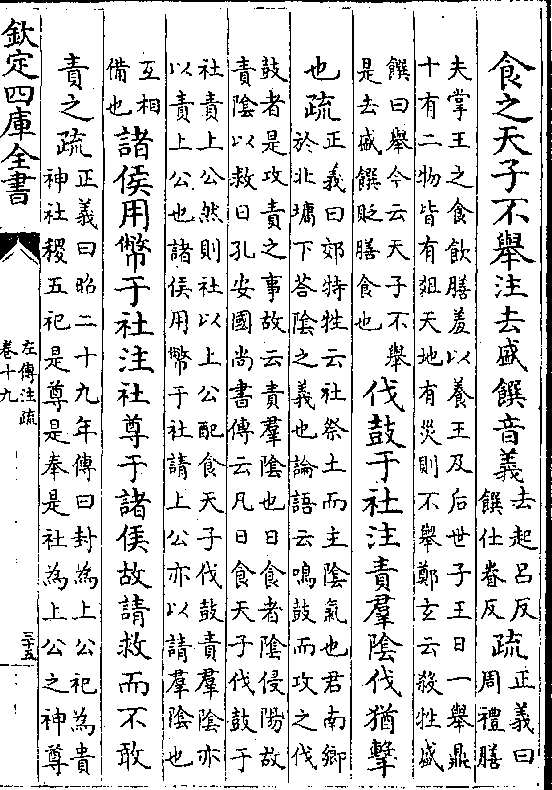 食之天子不舉注去盛饌音義去起呂反饌仕眷反疏正義曰周禮膳
夫掌王之食飲膳羞以養王及后世子王日一舉鼎
十有二物皆有俎天地有災則不舉鄭玄云殺牲盛
饌曰舉今云天子不舉是去盛饌貶膳食也伐鼓于社注責羣陰伐猶擊
也疏正義曰郊特牲云社祭土而主陰氣也君南鄉
於北墉下荅陰之義也論語云鳴鼓而攻之伐
鼓者是攻責之事故云責羣陰也日食者陰侵陽故
責陰以救日孔安國尚書傳云凡日食天子伐鼓于
社責上公然則社以上公配食天子伐鼓責羣陰亦
以責上公也諸侯用幣于社請上公亦以請羣陰也
互相備也諸侯用幣于社注社尊于諸侯故請救而不敢
責之疏正義曰昭二十九年傳曰封為上公祀為貴
神社稷五祀是尊是奉是社為上公之神尊
欽定四庫全書
左傳注疏
卷十九
三十五